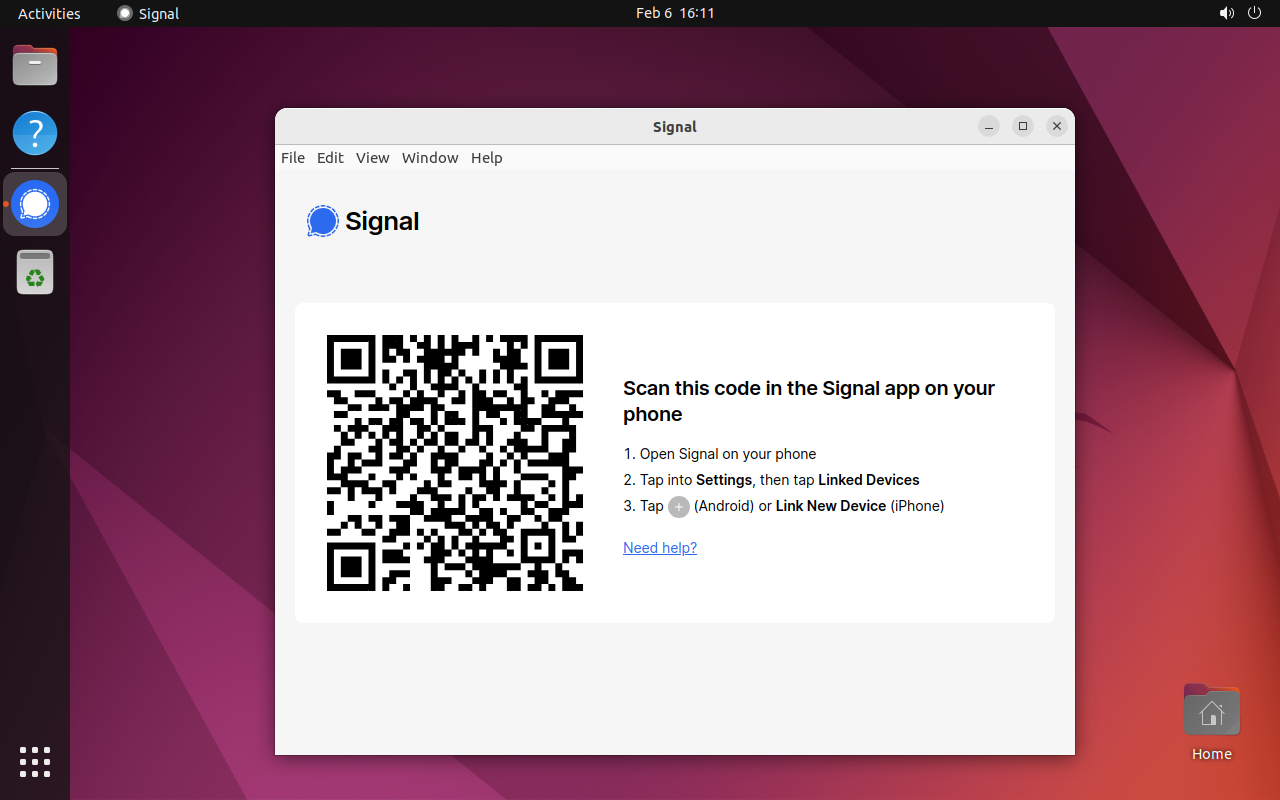 Activities
Signal
Feb 6 16:11
Signal
File Edit View Window Help
Signal
Scan this code in the Signal app on your
phone
1. Open Signal on your phone
2. Tap into Settings, then tap Linked Devices
3. Tap + (Android) or Link New Device (iPhone)
Need help?
Home